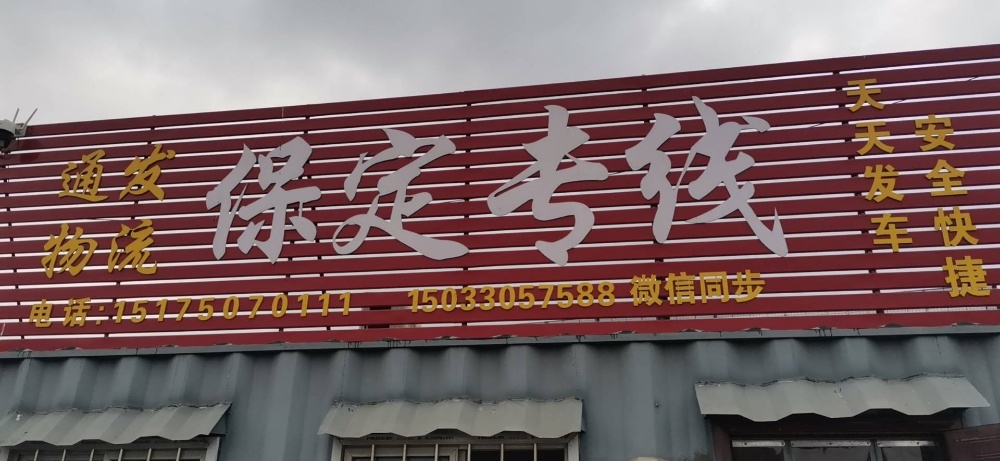 通发
物流
保定专线
天天发车
安全快捷
电话:15175070111 15033057588 微信同步